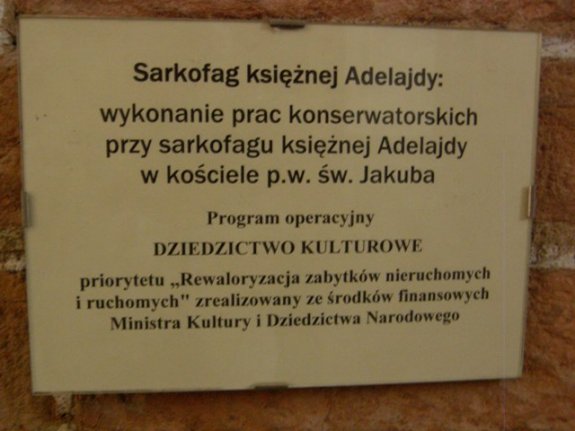 Sarkofag księżnej Adelajdy:
wykonanie prac konserwatorskich
przy sarkofagu księżnej Adelajdy
w kościele p.w. św. Jakuba
Program operacyjny
DZIEDZICTWO KULTUROWE
priorytetu „Rewaloryzacja zabytków nieruchomych
i ruchomych" zrealizowany ze środków finansowych
Ministra Kultury i Dziedzictwa Narodowego